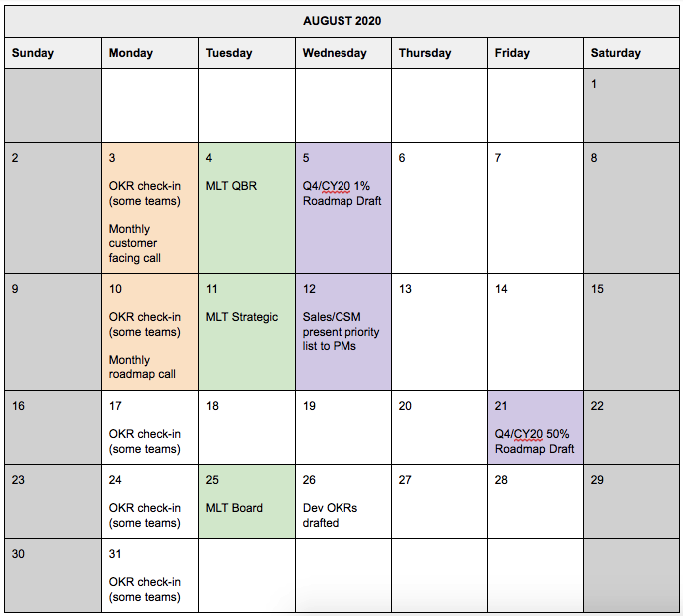 AUGUST 2020
Sunday Monday Tuesday Wednesday Thursday Friday Saturday
1
2
3
OKR check-in
(some teams)
Monthly
customer
facing call
4
MLT QBR
5
Q4/CY20 1%
Roadmap Draft
6
7
8
9
10
OKR check-in
(some teams)
Monthly
roadmap call
11
MLT Strategic
12
Sales/CSM
present priority
list to PMs
13
14
15
16
17
OKR check-in
(some teams)
18
19
20
21
Q4/CY20 50%
Roadmap Draft
22
23
24
OKR check-in
(some teams)
25
MLT Board
26
Dev OKRs
drafted
27
28
29
30
31
OKR check-in
(some teams)